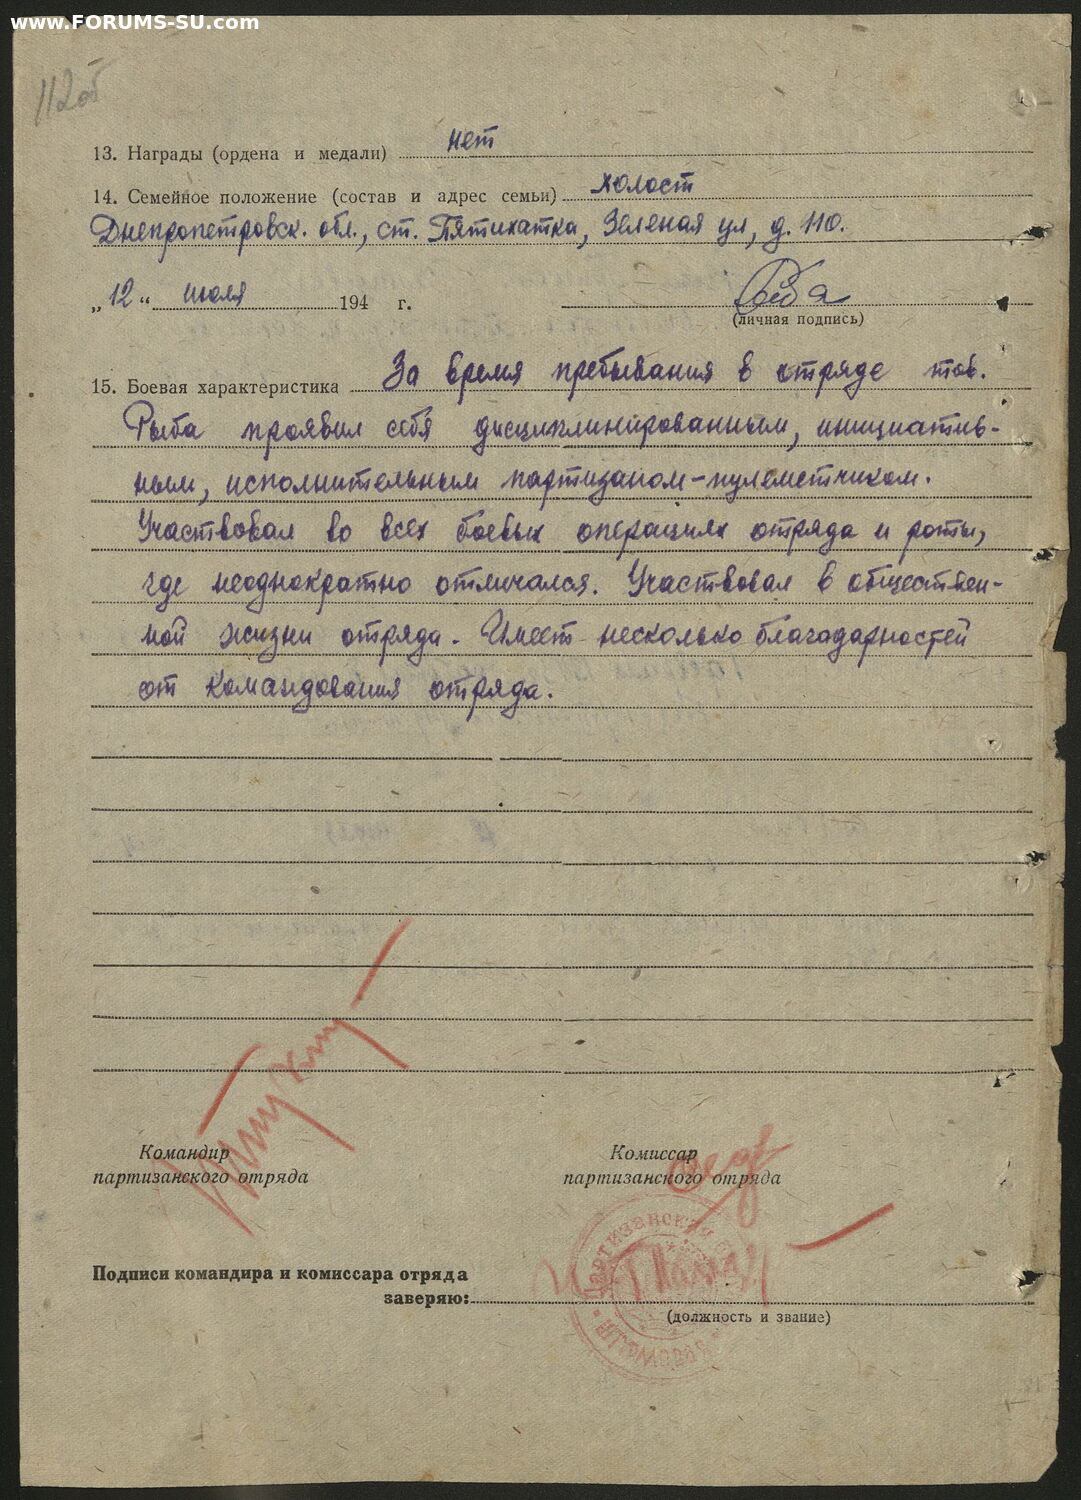 www.FORUMS-SU.com
112об
13. Награды (ордена и медали) нет
14. Семейное положение (состав и адрес семьи) холост
Днепропетровск. обл., ст. Пятихатка, Зеленая ул, д. 110.
„12“ июля 194 г.
(личная подпись)
15. Боевая характеристика За время пребывания в отряде тов.
Рыба проявил себя дисциплинированным, инициатив-
ным, исполнительным партизаном-пулеметчиком.
Участвовал во всех боевых операциях отряда и роты,
где неоднократно отличался. Участвовал в обществен-
ной жизни отряда. Имеет несколько благодарностей
от командования отряда.
Командир
партизанского отряда
Комиссар
партизанского отряда
Подписи командира и комиссара отряда
заверяю:
(должность и звание)